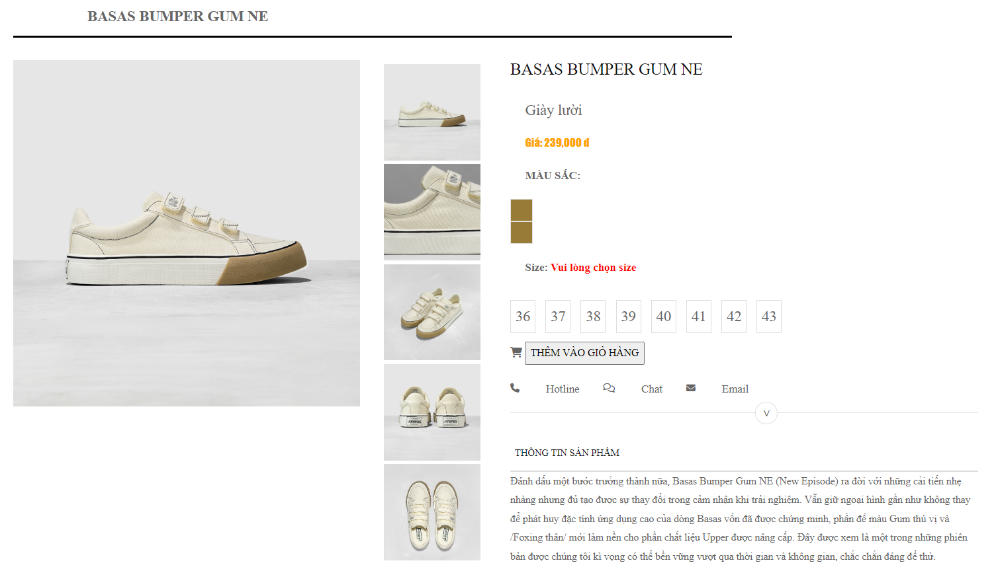 BASAS BUMPER GUM NE
BASAS BUMPER GUM NE
Giày lười
Giá: 239,000 đ
MÀU SẮC:
Size: Vui lòng chọn size
36 37 38 39 40 41 42 43
THÊM VÀO GIỎ HÀNG
Hotline Chat Email
V
THÔNG TIN SẢN PHẨM
Đánh dấu một bước trưởng thành nữa, Basas Bumper Gum NE (New Episode) ra đời với những cải tiến nhẹ
nhàng nhưng đủ tạo được sự thay đổi trong cảm nhận khi trải nghiệm. Vẫn giữ ngoại hình gần như không thay
để phát huy đặc tính ứng dụng cao của dòng Basas vốn đã được chứng minh, phần đế màu Gum thú vị và
/Foxing thân/ mới làm nền cho phần chất liệu Upper được nâng cấp. Đây được xem là một trong những phiên
bản được chúng tôi kì vọng có thể bền vững vượt qua thời gian và không gian, chắc chắn đáng để thử.